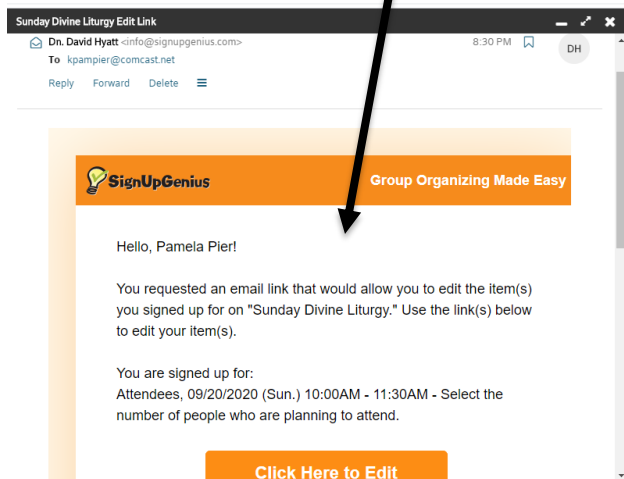 Sunday Divine Liturgy Edit Link
Dn. David Hyatt <info@signupgenius.com> 8:30 PM DH
To kpampier@comcast.net
Reply Forward Delete
SignUpGenius Group Organizing Made Easy
Hello, Pamela Pier!
You requested an email link that would allow you to edit the item(s)
you signed up for on "Sunday Divine Liturgy." Use the link(s) below
to edit your item(s).
You are signed up for:
Attendees, 09/20/2020 (Sun.) 10:00AM - 11:30AM - Select the
number of people who are planning to attend.
Click Here to Edit